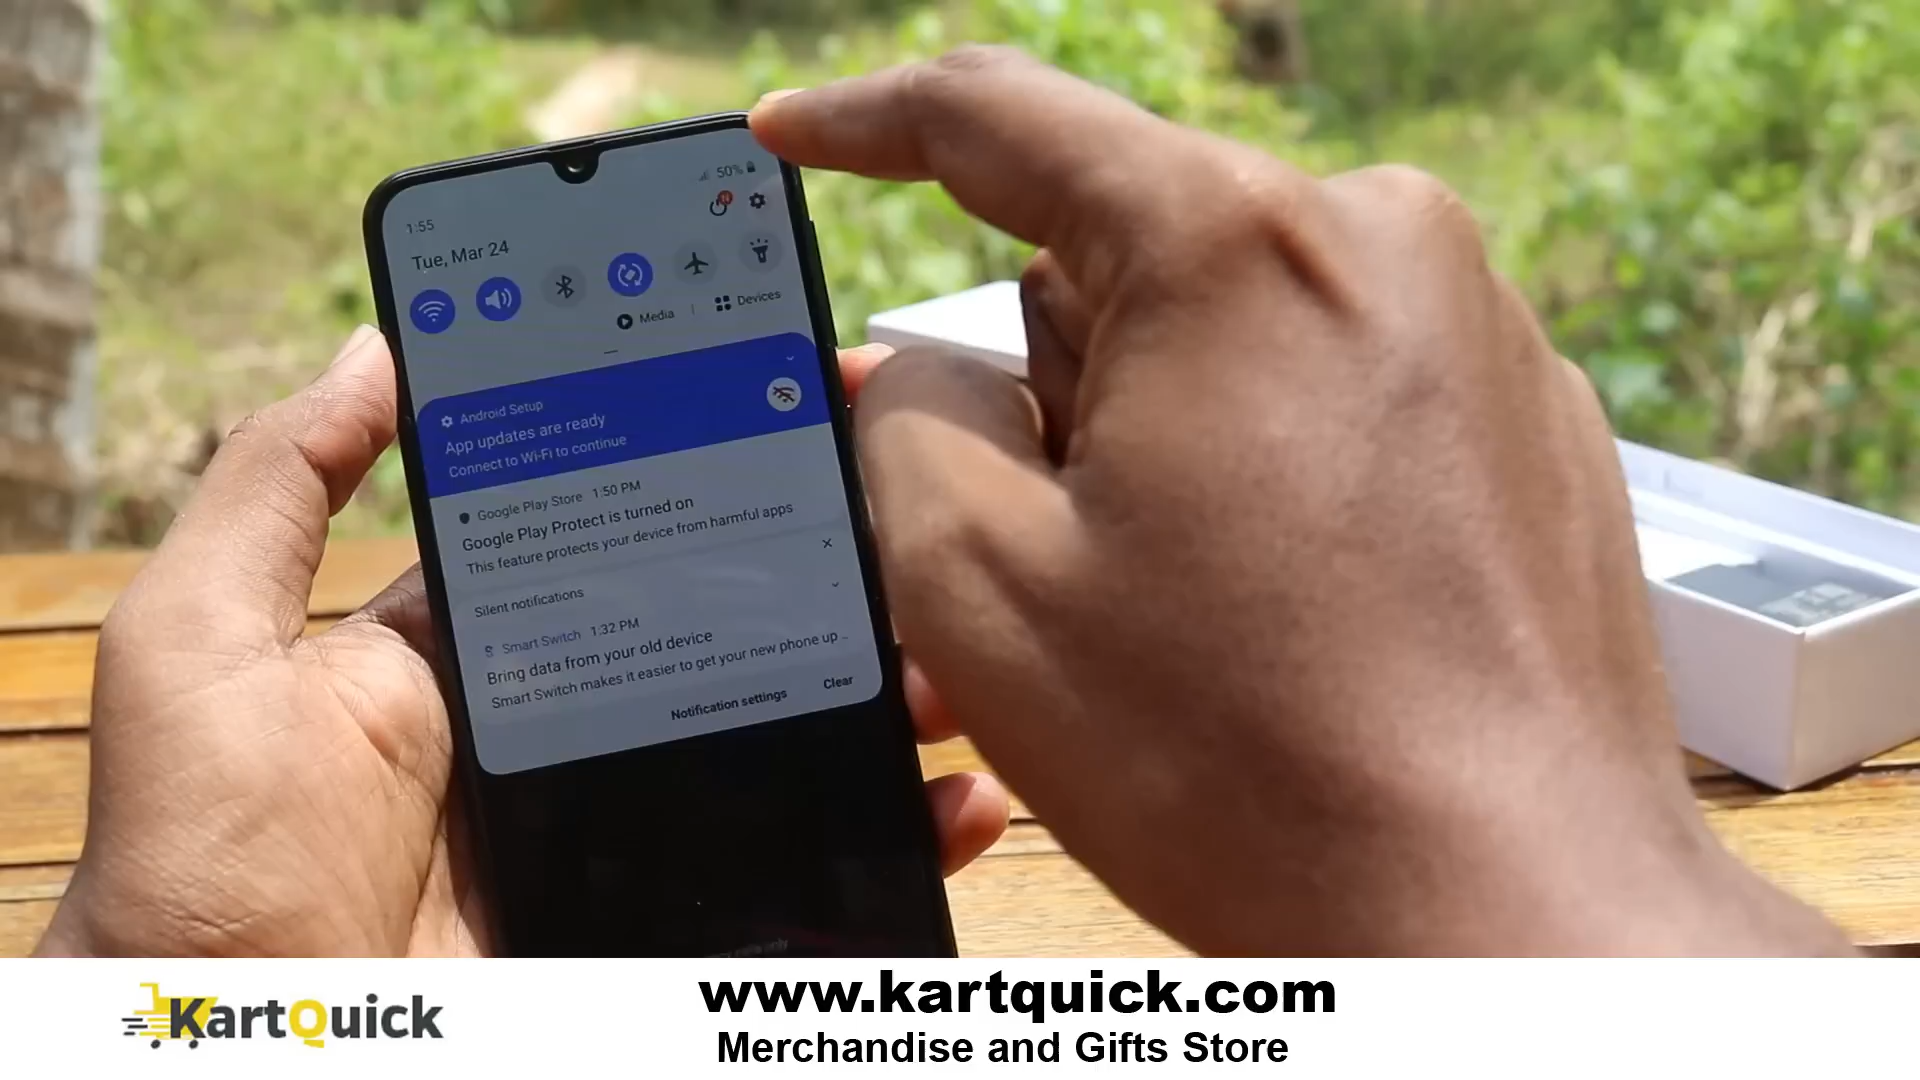 50%
1:55
Tue, Mar 24
Media | Devices
Android Setup
App updates are ready
Connect to Wi-Fi to continue
Google Play Store 1:50 PM
Google Play Protect is turned on
This feature protects your device from harmful apps
Silent notifications
Smart Switch 1:32 PM
Bring data from your old device
Smart Switch makes it easier to get your new phone up ..
Notification settings Clear
KartQuick
www.kartquick.com
Merchandise and Gifts Store